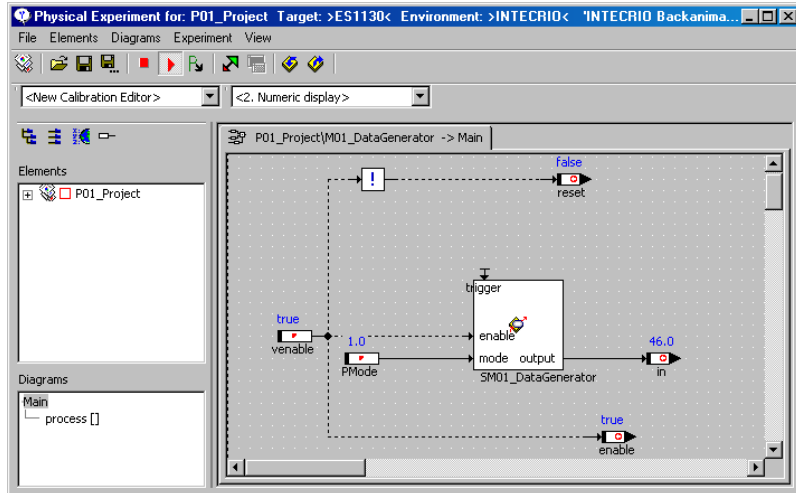 Physical Experiment for: P01_Project Target: >ES1130< Environment: >INTECRIO< 'INTECRIO Backanima...
File Elements Diagrams Experiment View
<New Calibration Editor> <2. Numeric display>
P01_Project\M01_DataGenerator -> Main
Elements
P01_Project
false
!
reset
trigger
true
enable
venable
1.0
46.0
mode output
PMode
SM01_DataGenerator
in
Diagrams
Main
process []
true
enable